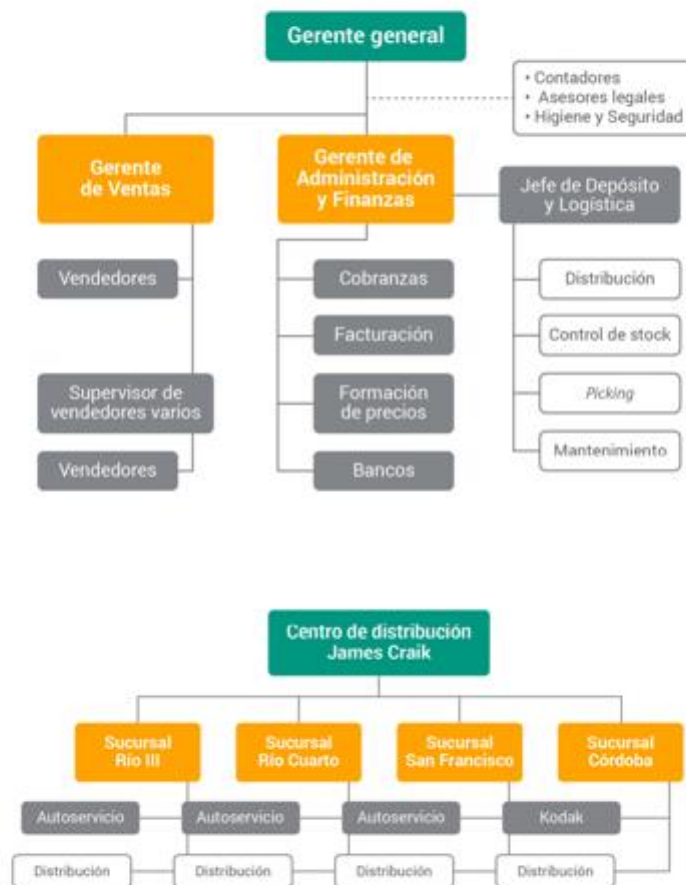 Gerente general
• Contadores
• Asesores legales
• Higiene y Seguridad
Gerente
de Ventas
Gerente de
Administración
y Finanzas
Jefe de Depósito
y Logística
Vendedores
Cobranzas
Distribución
Facturación
Control de stock
Supervisor de
vendedores varios
Formación
de precios
Picking
Vendedores
Bancos
Mantenimiento
Centro de distribución
James Craik
Sucursal
Río III
Sucursal
Río Cuarto
Sucursal
San Francisco
Sucursal
Córdoba
Autoservicio
Autoservicio
Autoservicio
Kodak
Distribución
Distribución
Distribución
Distribución